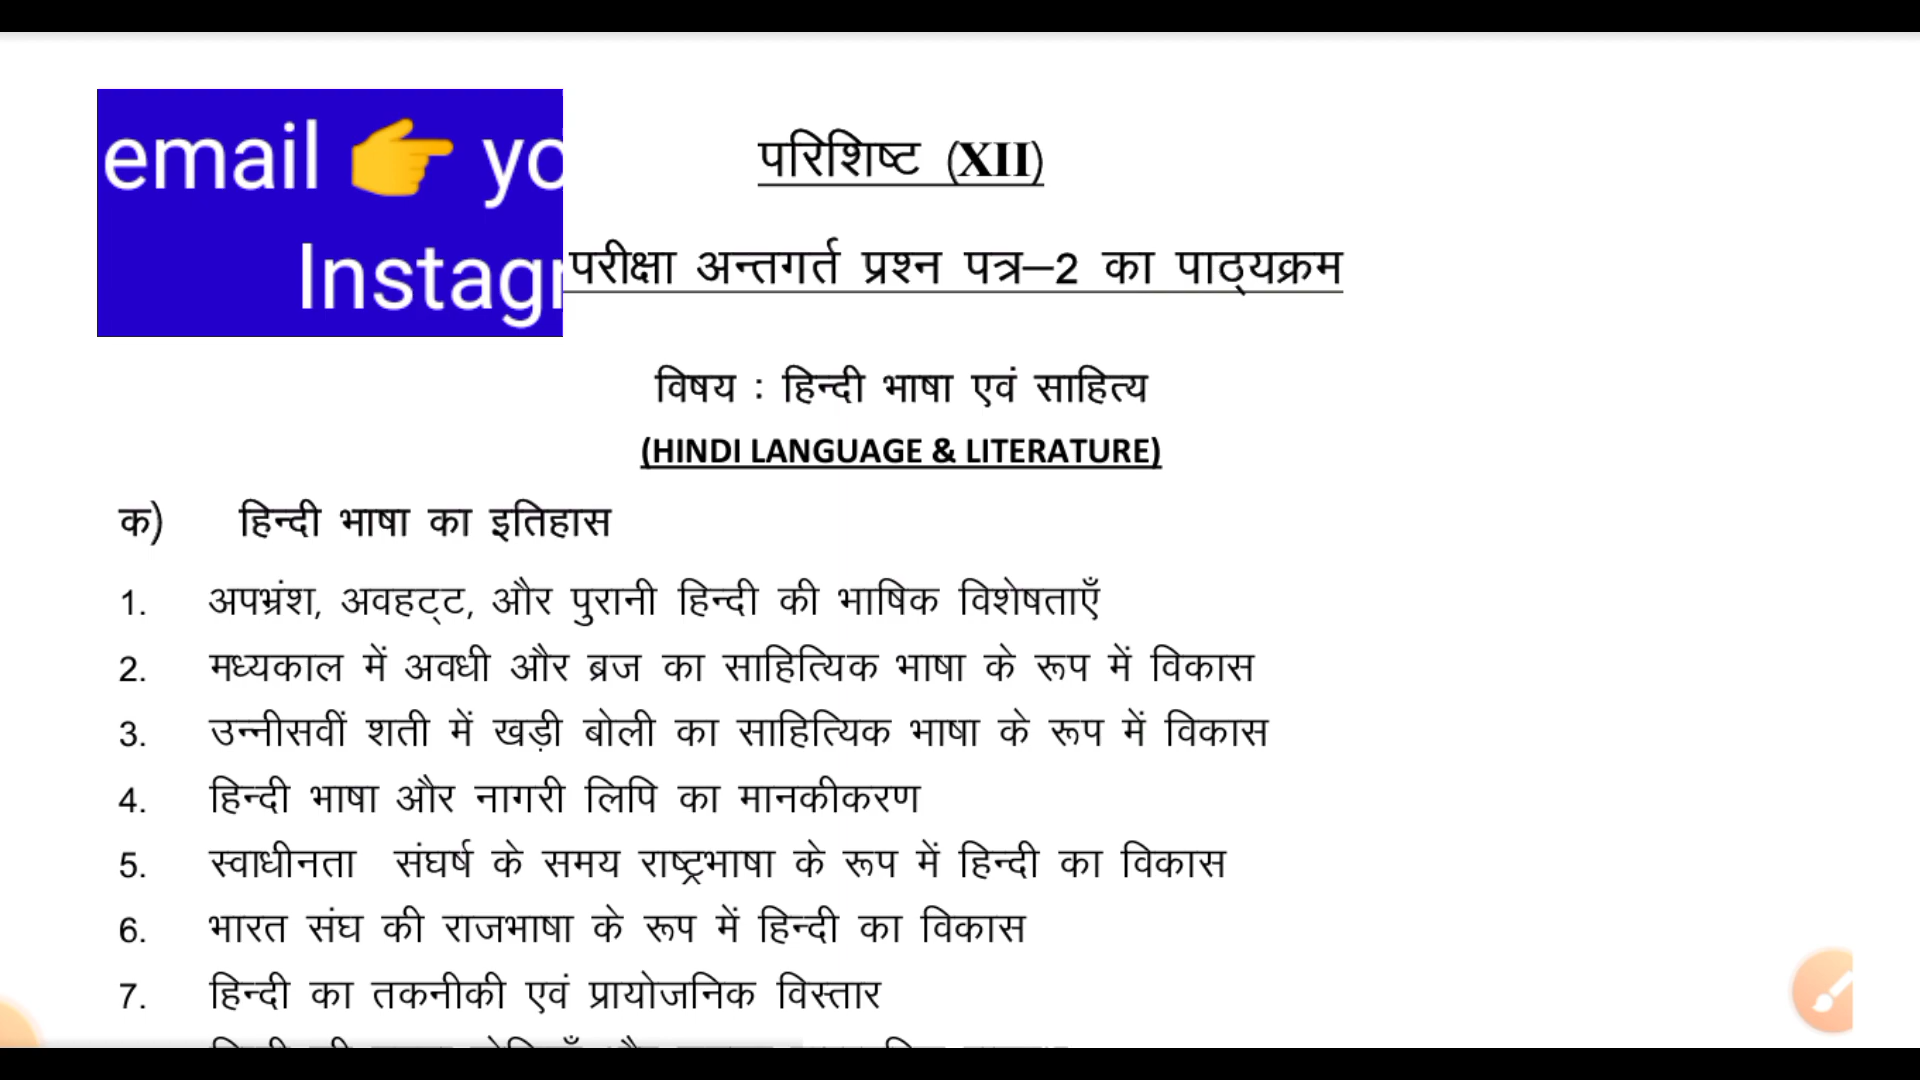 email 👉 yo
Instagr
परिशिष्ट (XII)
परीक्षा अन्तगर्त प्रश्न पत्र–2 का पाठ्यक्रम
विषय : हिन्दी भाषा एवं साहित्य
(HINDI LANGUAGE & LITERATURE)
क) हिन्दी भाषा का इतिहास
1. अपभ्रंश, अवहट्ट, और पुरानी हिन्दी की भाषिक विशेषताएँ
2. मध्यकाल में अवधी और ब्रज का साहित्यिक भाषा के रूप में विकास
3. उन्नीसवीं शती में खड़ी बोली का साहित्यिक भाषा के रूप में विकास
4. हिन्दी भाषा और नागरी लिपि का मानकीकरण
5. स्वाधीनता संघर्ष के समय राष्ट्रभाषा के रूप में हिन्दी का विकास
6. भारत संघ की राजभाषा के रूप में हिन्दी का विकास
7. हिन्दी का तकनीकी एवं प्रायोजनिक विस्तार